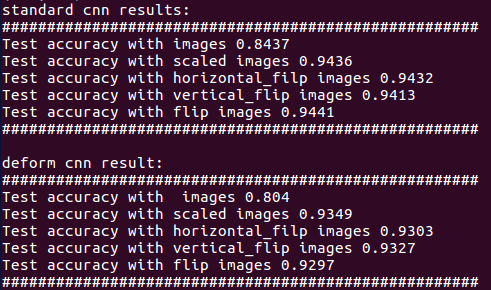 standard cnn results:
#####################################################
Test accuracy with images 0.8437
Test accuracy with scaled images 0.9436
Test accuracy with horizontal_filp images 0.9432
Test accuracy with vertical_flip images 0.9413
Test accuracy with flip images 0.9441
#####################################################
deform cnn result:
#####################################################
Test accuracy with  images 0.804
Test accuracy with scaled images 0.9349
Test accuracy with horizontal_filp images 0.9303
Test accuracy with vertical_flip images 0.9327
Test accuracy with flip images 0.9297
#####################################################